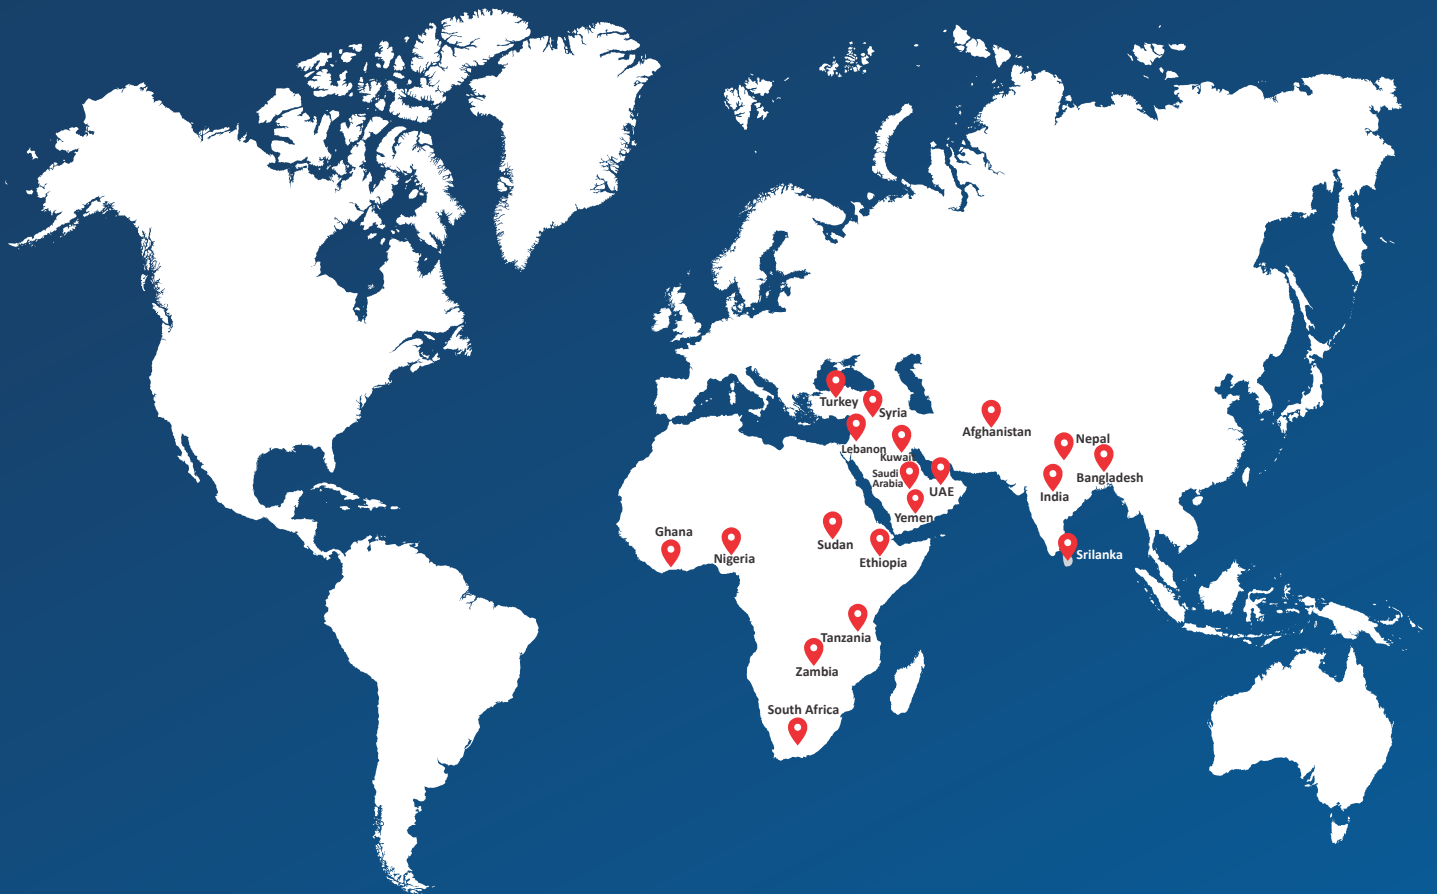 Turkey
Syria
Afghanistan
Lebanon
Kuwait
Nepal
Saudi
Arabia
UAE
Bangladesh
India
Yemen
Ghana
Nigeria
Sudan
Ethiopia
Srilanka
Tanzania
Zambia
South Africa